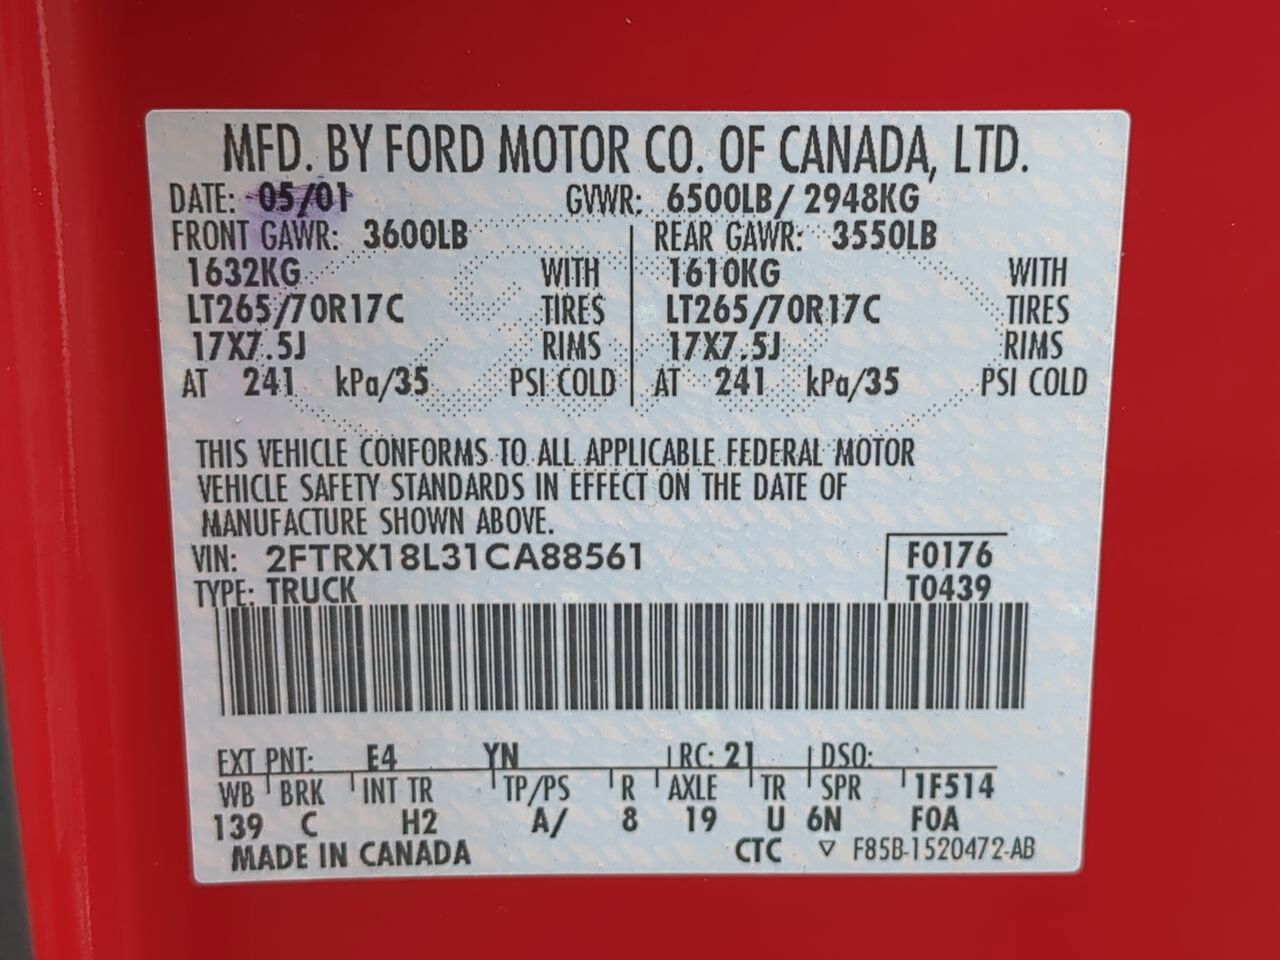 MFD. BY FORD MOTOR CO. OF CANADA, LTD.
DATE: 05/01 GVWR: 6500LB/ 2948KG
FRONT GAWR: 3600LB REAR GAWR: 3550LB
1632KG WITH 1610KG WITH
LT265/70R17C TIRES LT265/70R17C TIRES
17X7.5J RIMS 17X7.5J RIMS
AT 241 kPa/35 PSI COLD AT 241 kPa/35 PSI COLD
THIS VEHICLE CONFORMS TO ALL APPLICABLE FEDERAL MOTOR
VEHICLE SAFETY STANDARDS IN EFFECT ON THE DATE OF
MANUFACTURE SHOWN ABOVE.
VIN: 2FTRX18L31CA88561 F0176
TYPE: TRUCK T0439
EXT PNT: E4 YN RC: 21 DSO:
WB BRK INT TR TP/PS R AXLE TR SPR 1F514
139 C H2 A/ 8 19 U 6N F0A
MADE IN CANADA CTC ▽ F85B-1520472-AB